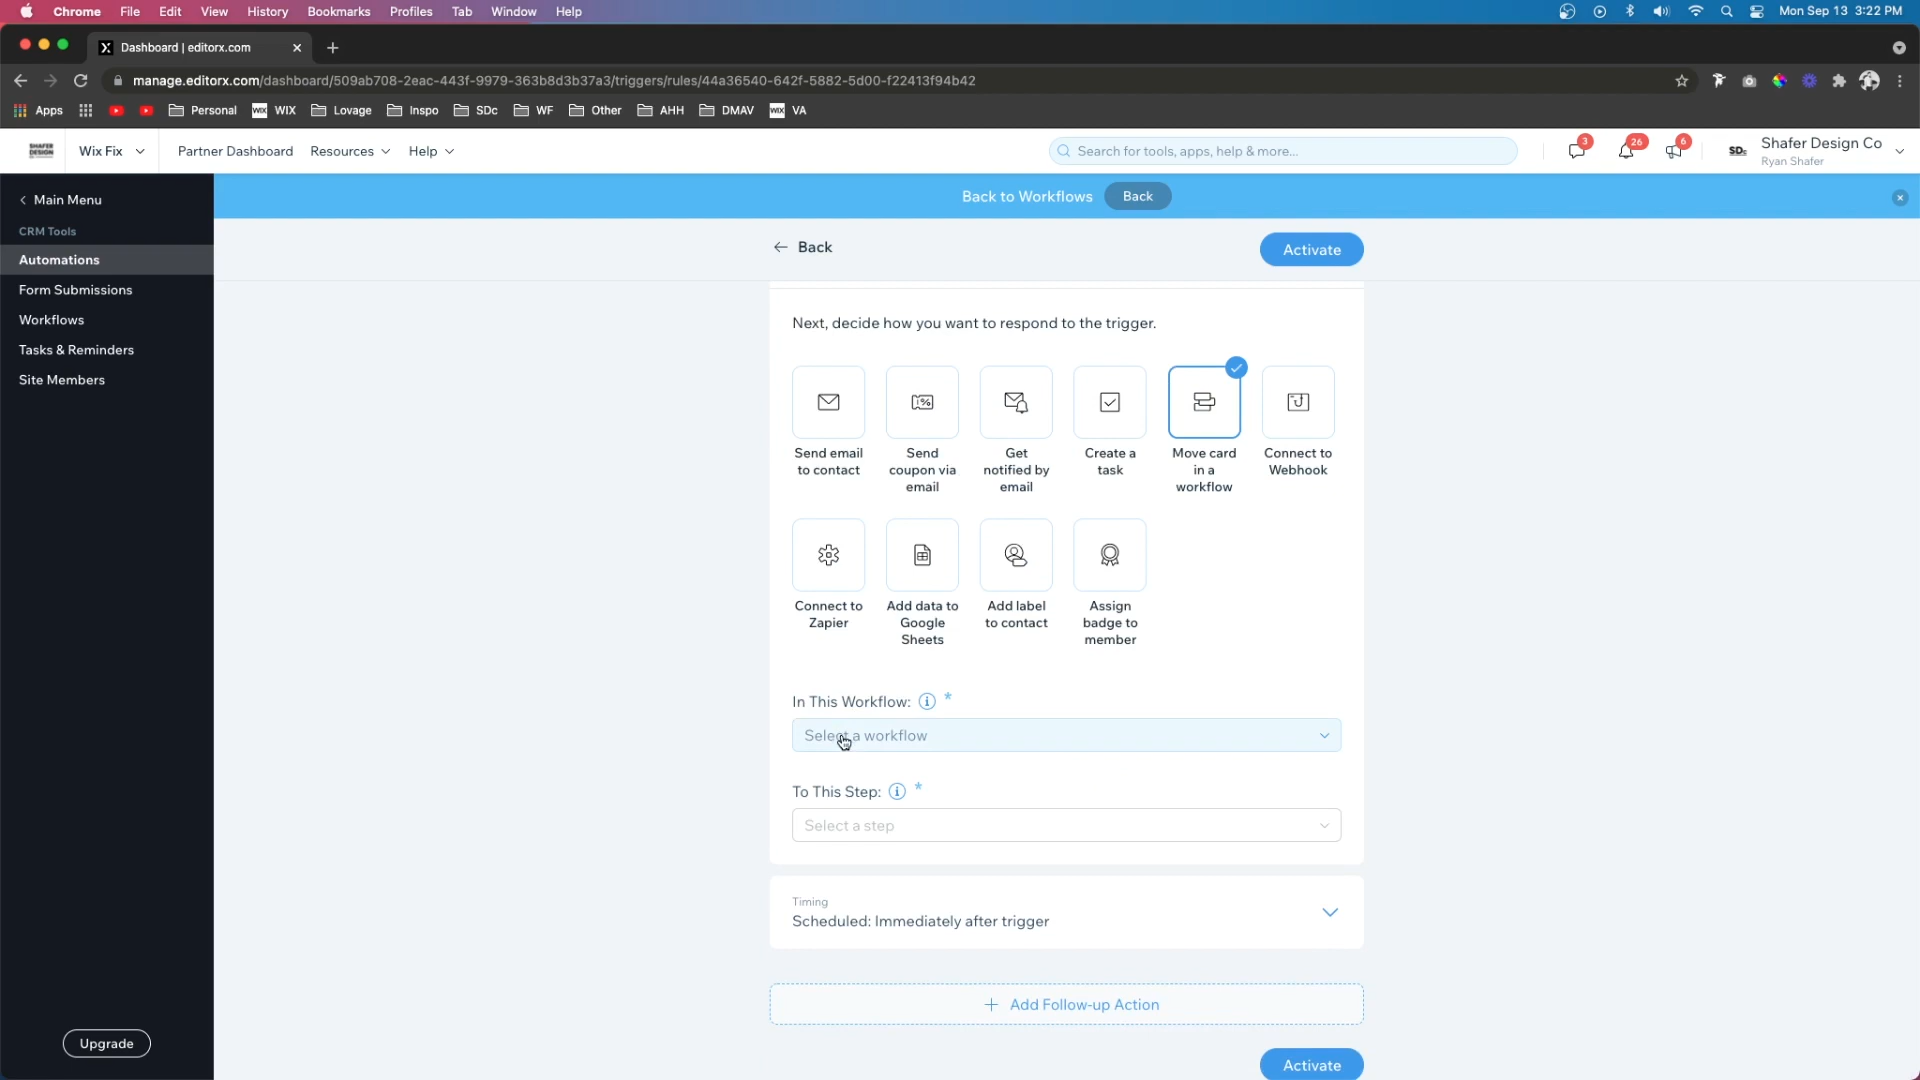 Chrome File Edit View History Bookmarks Profiles Tab Window Help Mon Sep 13 3:22 PM
Dashboard | editorx.com
manage.editorx.com/dashboard/509ab708-2eac-443f-9979-363b8d3b37a3/triggers/rules/44a36540-642f-5882-5d00-f22413f94b42
Apps Personal WIX WIX Lovage Inspo SDc WF Other AHH DMAV WIX VA
SHAFER DESIGN Wix Fix Partner Dashboard Resources Help Search for tools, apps, help & more... 3 26 6 SDc Shafer Design Co
Ryan Shafer
Main Menu
CRM Tools
Automations
Form Submissions
Workflows
Tasks & Reminders
Site Members
Upgrade
Back to Workflows Back
Back Activate
Next, decide how you want to respond to the trigger.
Send email to contact
Send coupon via email
Get notified by email
Create a task
Move card in a workflow
Connect to Webhook
Connect to Zapier
Add data to Google Sheets
Add label to contact
Assign badge to member
In This Workflow: *
Select a workflow
To This Step: *
Select a step
Timing
Scheduled: Immediately after trigger
+ Add Follow-up Action
Activate